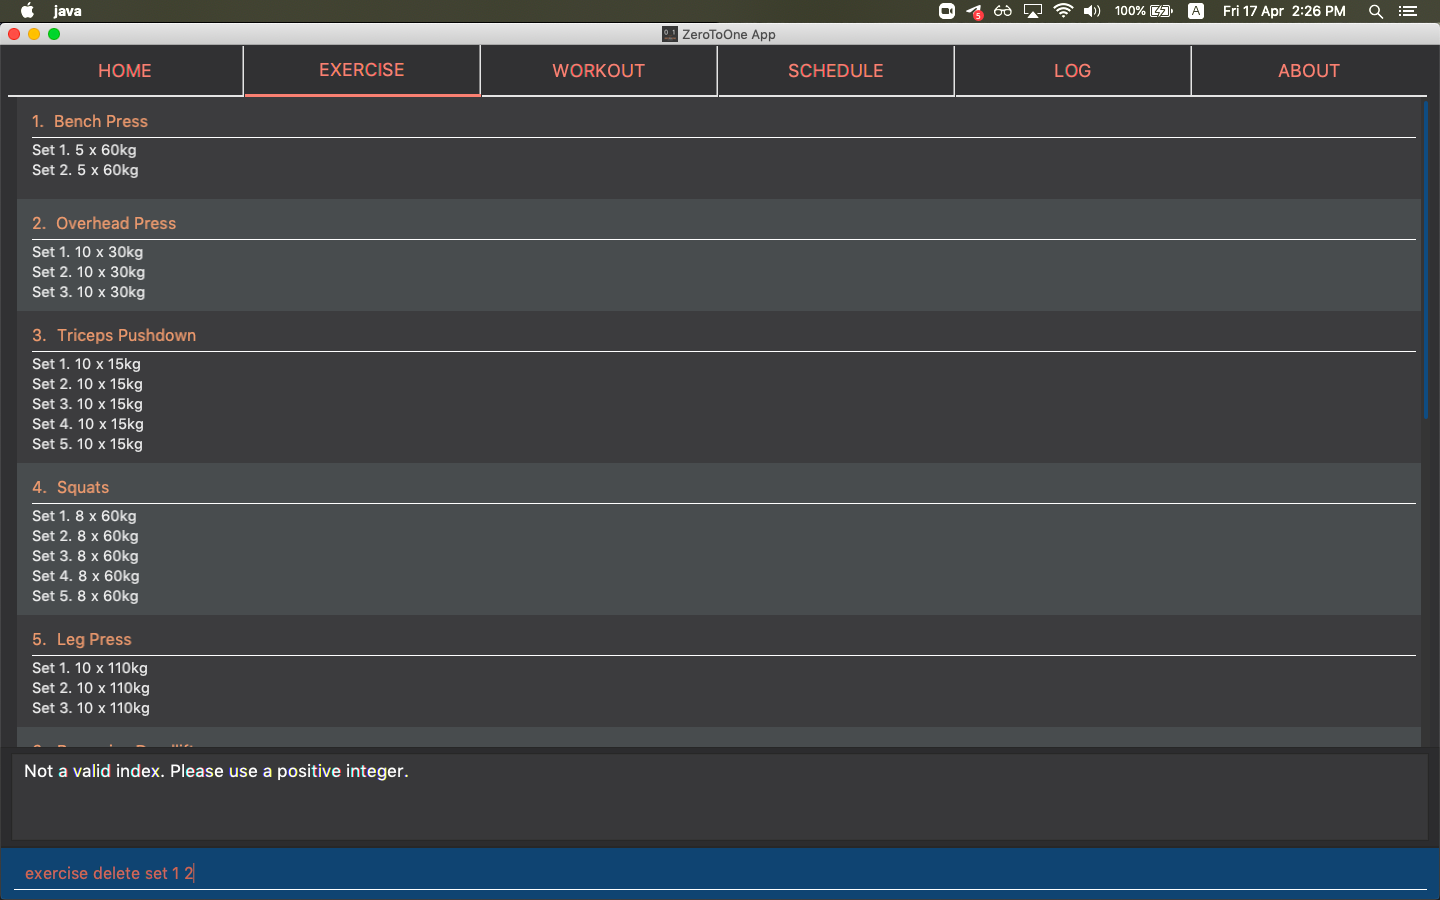 java
5
100%
A
Fri 17 Apr 2:26 PM
0 1
ZeroToOne App
HOME
EXERCISE
WORKOUT
SCHEDULE
LOG
ABOUT
1. Bench Press
Set 1. 5 x 60kg
Set 2. 5 x 60kg
2. Overhead Press
Set 1. 10 x 30kg
Set 2. 10 x 30kg
Set 3. 10 x 30kg
3. Triceps Pushdown
Set 1. 10 x 15kg
Set 2. 10 x 15kg
Set 3. 10 x 15kg
Set 4. 10 x 15kg
Set 5. 10 x 15kg
4. Squats
Set 1. 8 x 60kg
Set 2. 8 x 60kg
Set 3. 8 x 60kg
Set 4. 8 x 60kg
Set 5. 8 x 60kg
5. Leg Press
Set 1. 10 x 110kg
Set 2. 10 x 110kg
Set 3. 10 x 110kg
Not a valid index. Please use a positive integer.
exercise delete set 1 2